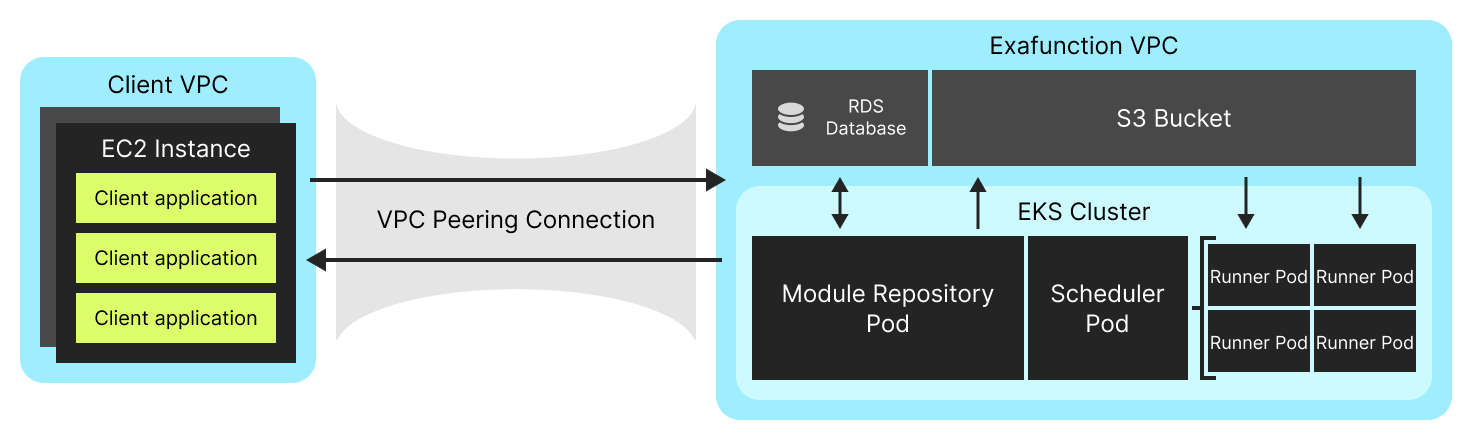 Client VPC
EC2 Instance
Client application
Client application
Client application
VPC Peering Connection
Exafunction VPC
RDS
Database
S3 Bucket
EKS Cluster
Module Repository
Pod
Scheduler
Pod
Runner Pod
Runner Pod
Runner Pod
Runner Pod